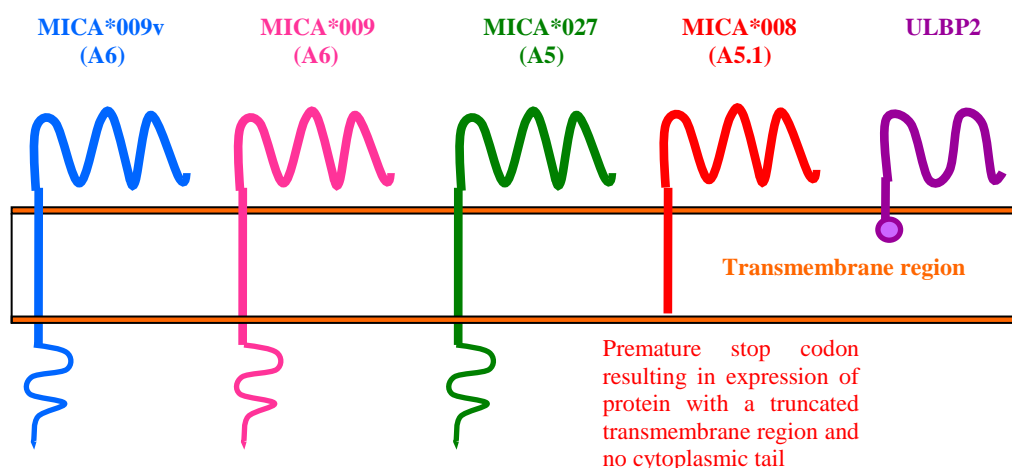 MICA*009v MICA*009 MICA*027 MICA*008 ULBP2
(A6) (A6) (A5) (A5.1)
Transmembrane region
Premature stop codon
resulting in expression of
protein with a truncated
transmembrane region and
no cytoplasmic tail